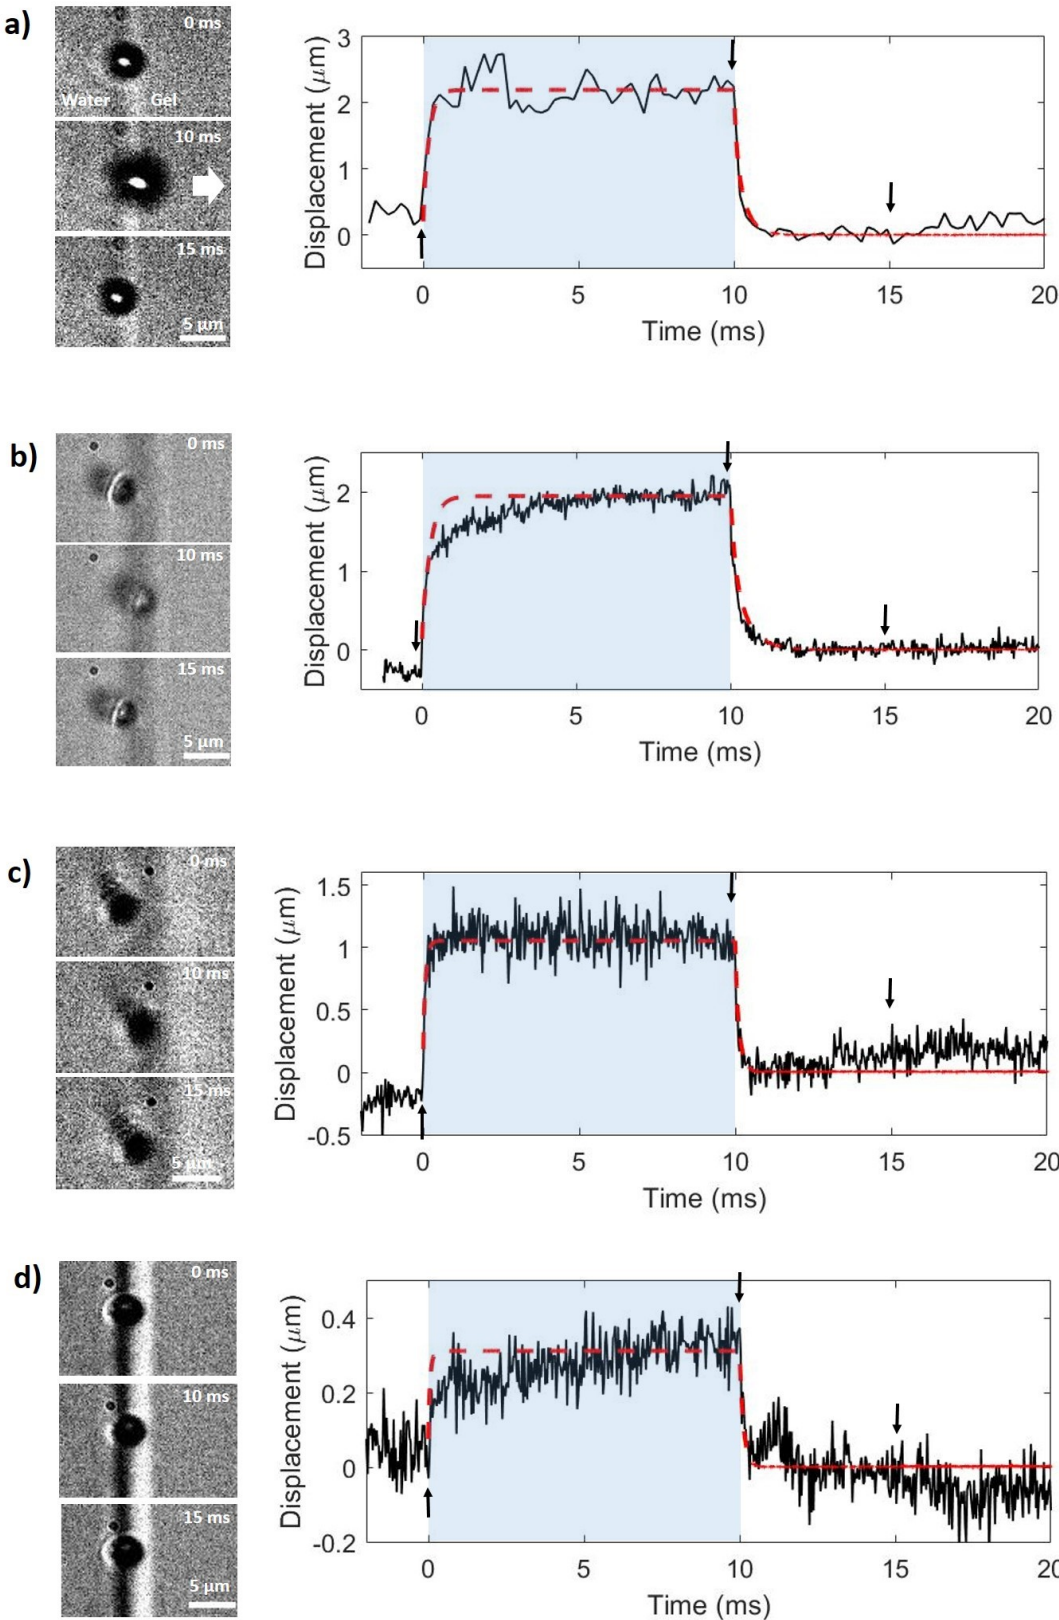 a)
0 ms
Water Gel
10 ms
15 ms
5 µm
Displacement (µm)
3
2
1
0
0 5 10 15 20
Time (ms)
b)
0 ms
10 ms
15 ms
5 µm
Displacement (µm)
2
1
0
0 5 10 15 20
Time (ms)
c)
0 ms
10 ms
15 ms
5 µm
Displacement (µm)
1.5
1
0.5
0
-0.5
0 5 10 15 20
Time (ms)
d)
0 ms
10 ms
15 ms
5 µm
Displacement (µm)
0.4
0.2
0
-0.2
0 5 10 15 20
Time (ms)